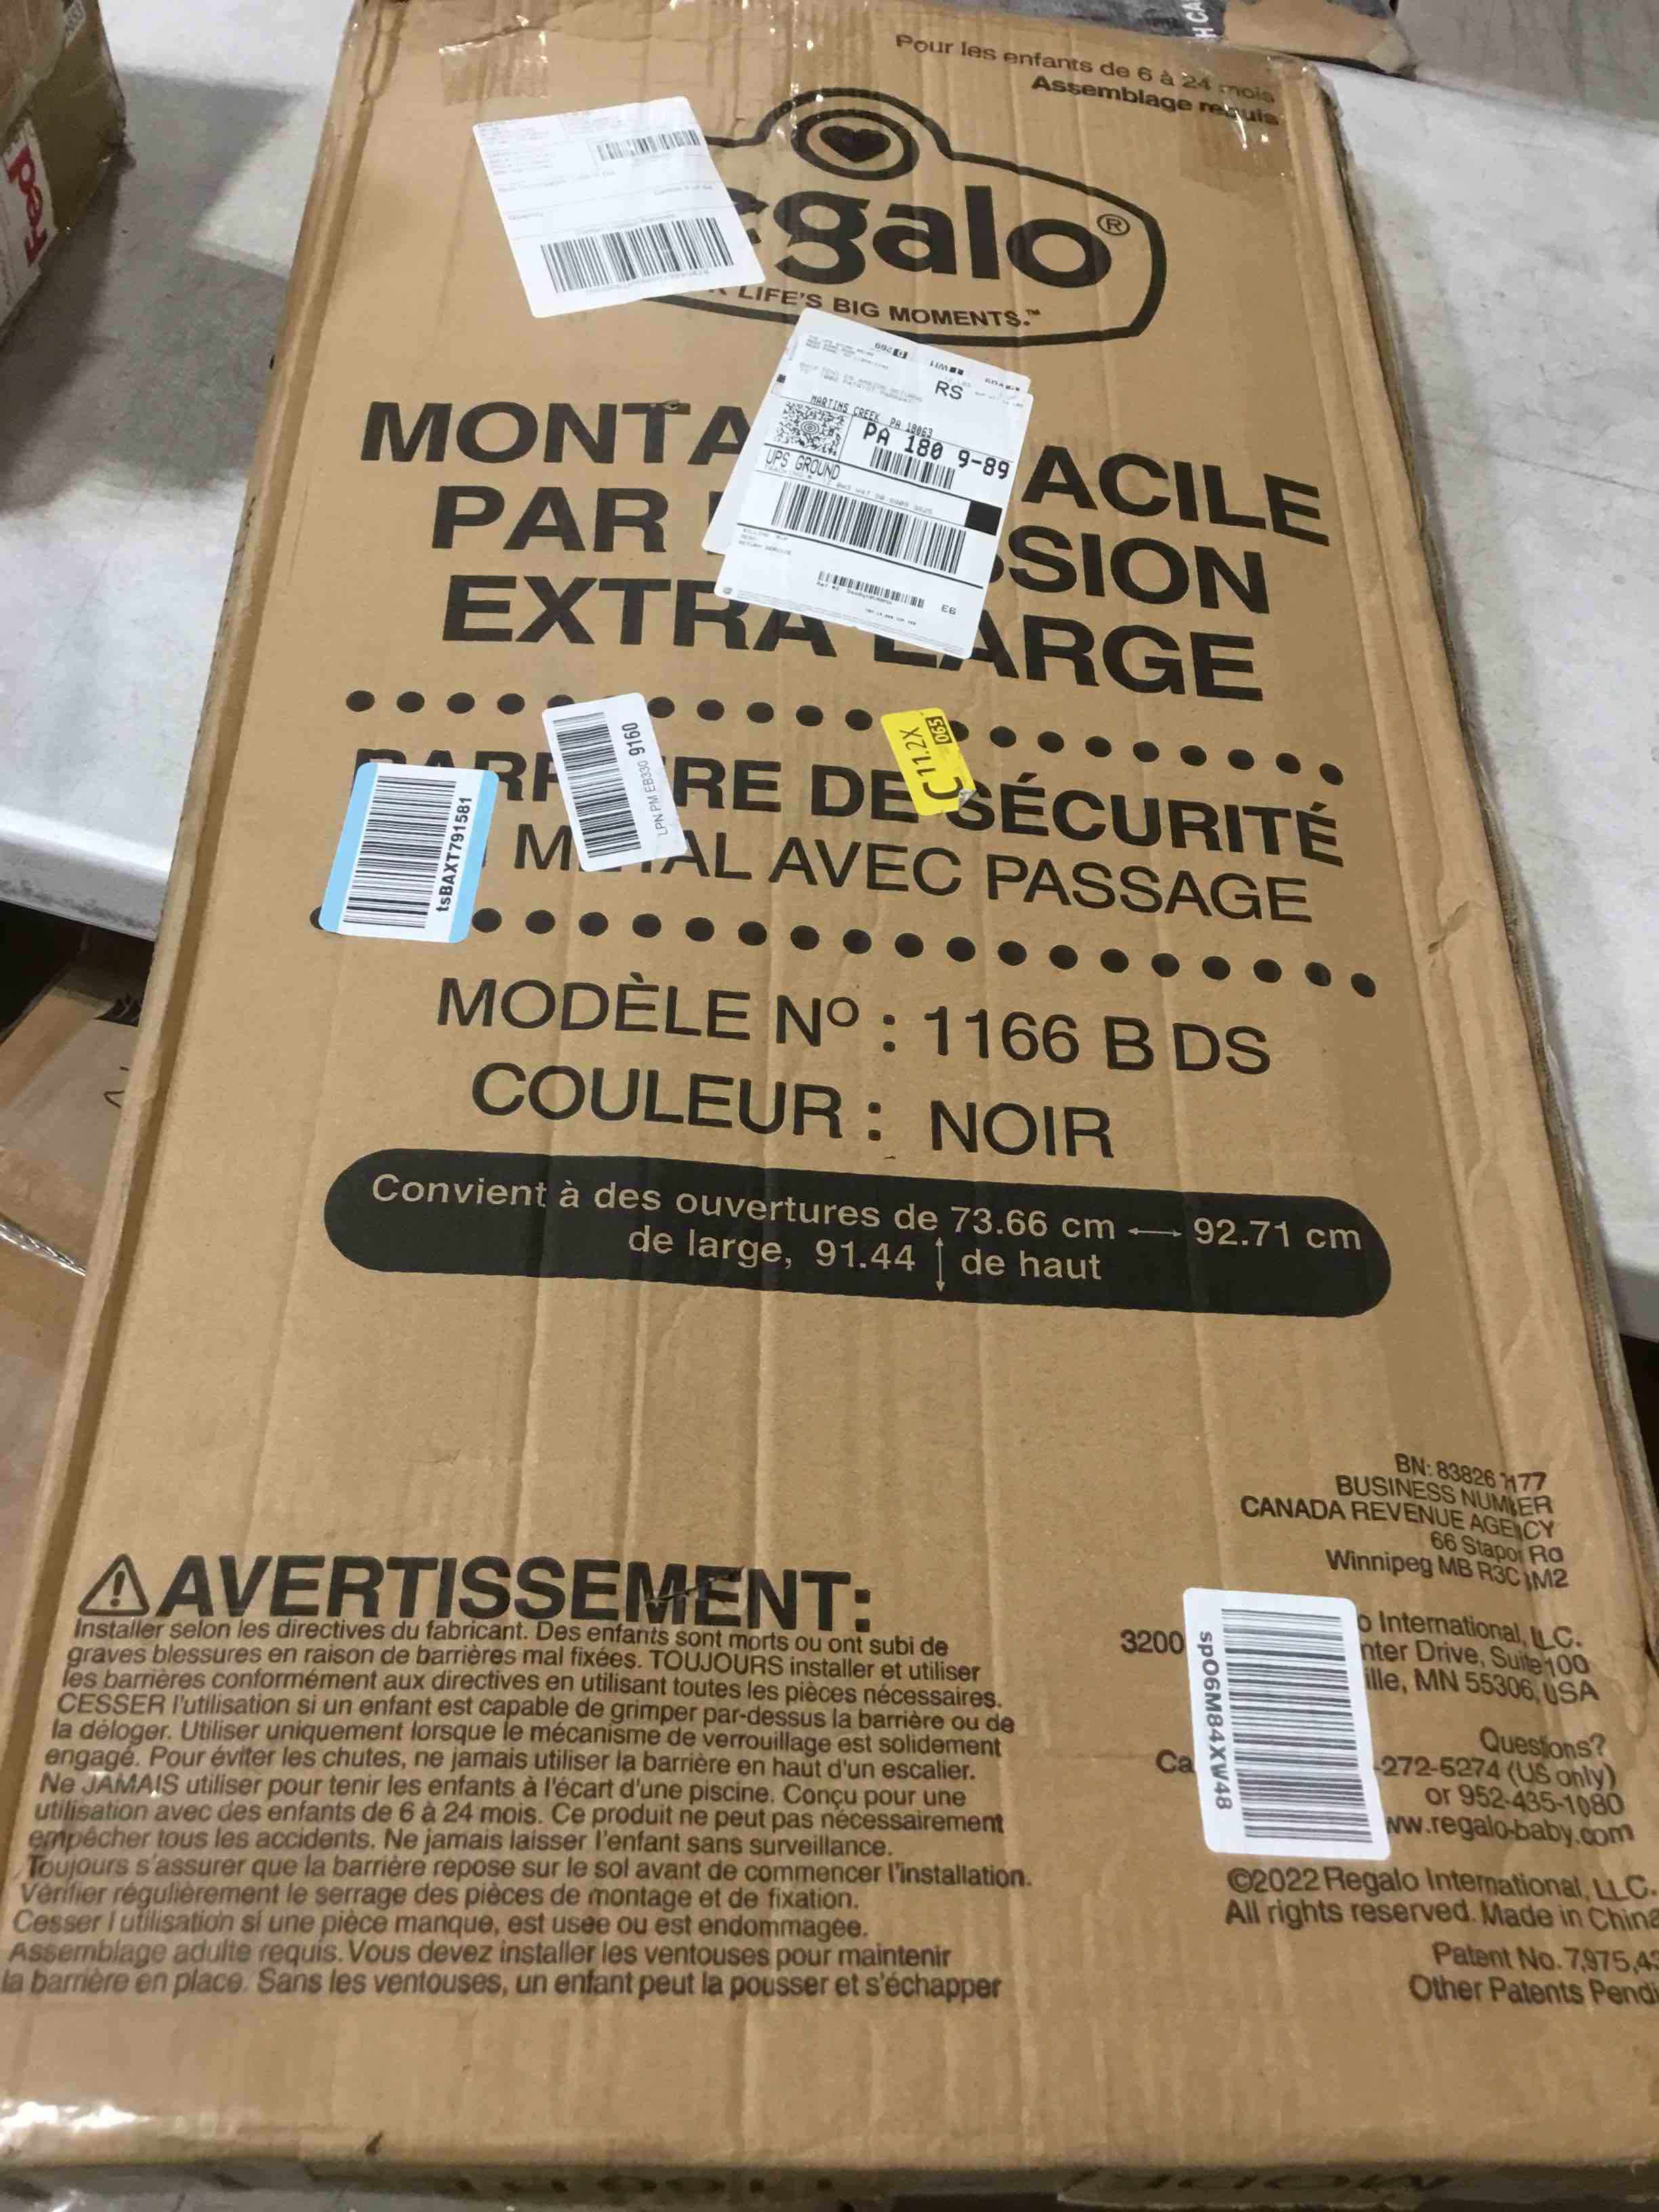 Pour les enfants de 6 à 24 mois
Assemblage requis
galo®
LIFE'S BIG MOMENTS.™
RS
MARTINS CREEK PA 18063
PA 180 9-89
UPS GROUND
E6
MONTA ACILE
PAR SSION
EXTRA LARGE
LPN PM EB330 9160
C 11.2X
065
tsBAXT791581
RE DE SÉCURITÉ
AVEC PASSAGE
MODÈLE Nº : 1166 B DS
COULEUR : NOIR
Convient à des ouvertures de 73.66 cm ⟷ 92.71 cm
de large, 91.44 ↕ de haut
BN: 83826
BUSINESS NUMBER
CANADA REVENUE AGENCY
66 Stapon Rd
Winnipeg MB R3C
AVERTISSEMENT:
Installer selon les directives du fabricant. Des enfants sont morts ou ont subi de
graves blessures en raison de barrières mal fixées. TOUJOURS installer et utiliser
les barrières conformément aux directives en utilisant toutes les pièces nécessaires.
CESSER l'utilisation si un enfant est capable de grimper par-dessus la barrière ou de
la déloger. Utiliser uniquement lorsque le mécanisme de verrouillage est solidement
engagé. Pour éviter les chutes, ne jamais utiliser la barrière en haut d'un escalier.
Ne JAMAIS utiliser pour tenir les enfants à l'écart d'une piscine. Conçu pour une
utilisation avec des enfants de 6 à 24 mois. Ce produit ne peut pas nécessairement
empêcher tous les accidents. Ne jamais laisser l'enfant sans surveillance.
Toujours s'assurer que la barrière repose sur le sol avant de commencer l'installation.
Vérifier régulièrement le serrage des pièces de montage et de fixation.
Cesser l'utilisation si une pièce manque, est usée ou est endommagée.
Assemblage adulte requis. Vous devez installer les ventouses pour maintenir
la barrière en place. Sans les ventouses, un enfant peut la pousser et s'échapper
o International, LLC.
3200 nter Drive, Suite 100
ille, MN 55306, USA
spO6M84XW48
Questions?
Ca -272-5274 (US only)
or 952-435-1080
ww.regalo-baby.com
©2022 Regalo International, LLC.
All rights reserved. Made in China
Patent No. 7,975,43
Other Patents Pendi